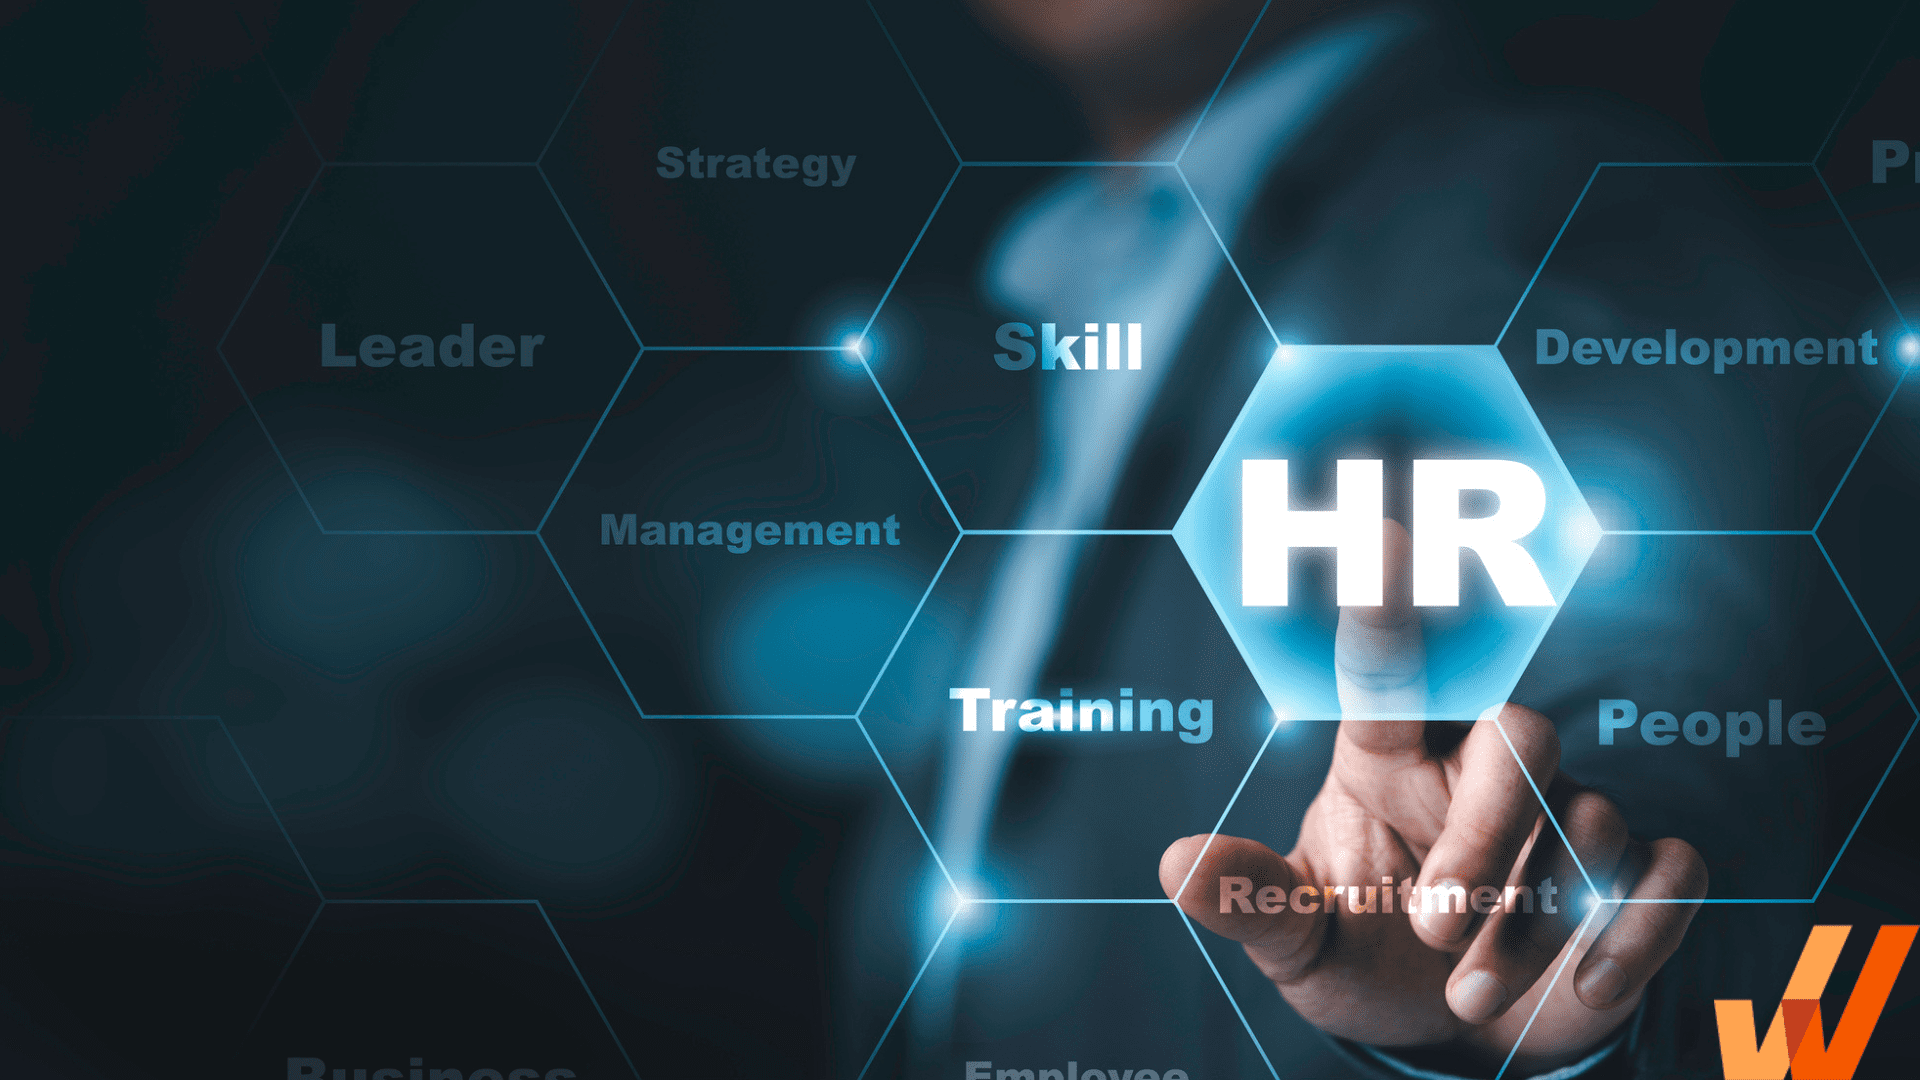 Strategy
Leader
Skill
Development
HR
Management
Training
People
Recruitment
Business
Employee